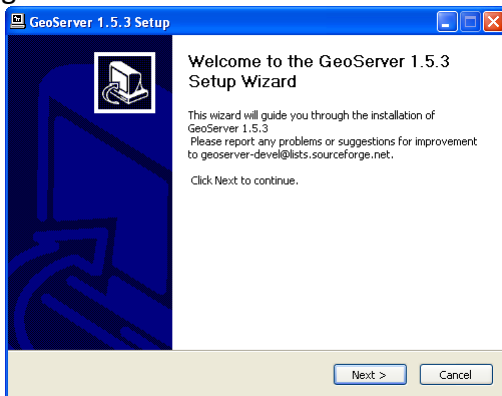 GeoServer 1.5.3 Setup
Welcome to the GeoServer 1.5.3
Setup Wizard
This wizard will guide you through the installation of
GeoServer 1.5.3
Please report any problems or suggestions for improvement
to geoserver-devel@lists.sourceforge.net.
Click Next to continue.
Next > Cancel